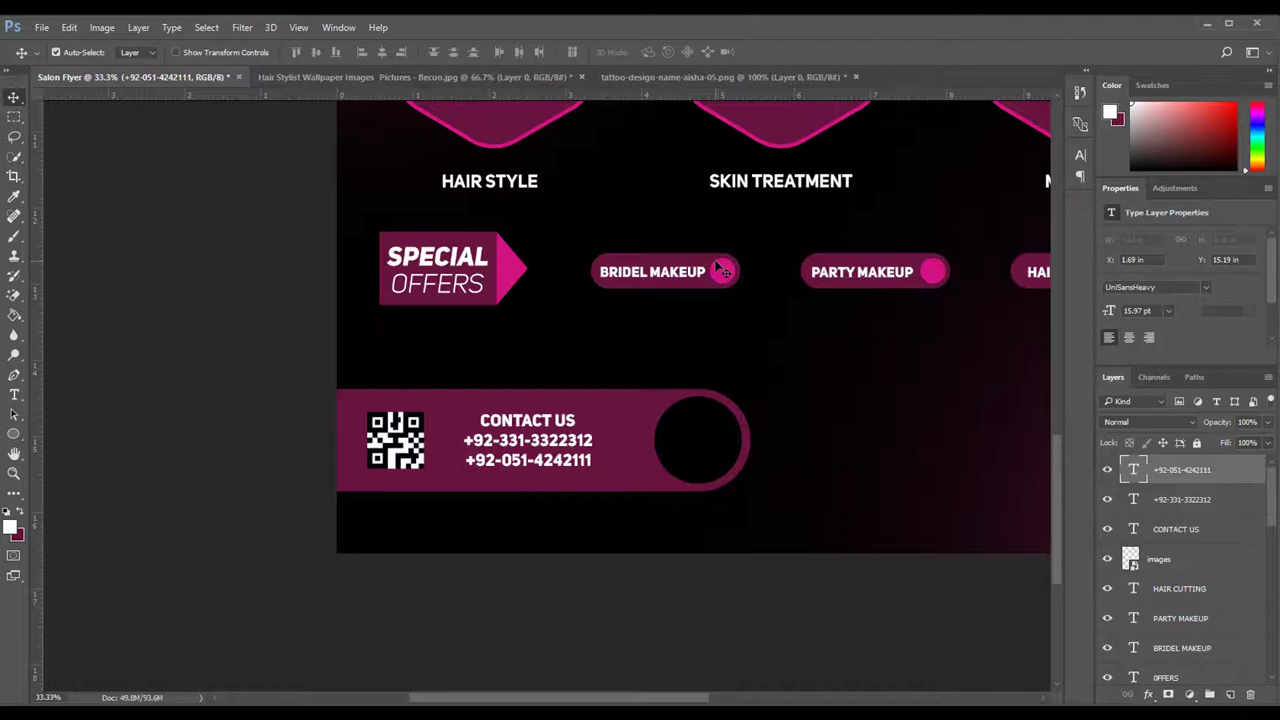 Ps File Edit Image Layer Type Select Filter 3D View Window Help
Auto-Select: Layer Show Transform Controls 3D Mode:
Salon Flyer @ 33.3% (+92-051-4242111, RGB/8) * × Hair Stylist Wallpaper Images Pictures - Becuo.jpg @ 66.7% (Layer 0, RGB/8#) * × tattoo-design-name-aisha-05.png @ 100% (Layer 0, RGB/8#) * ×
Color Swatches
HAIR STYLE
SKIN TREATMENT
SPECIAL
OFFERS
BRIDEL MAKEUP
PARTY MAKEUP
CONTACT US
+92-331-3322312
+92-051-4242111
Properties Adjustments
Type Layer Properties
W: H:
X: 1.69 in Y: 15.19 in
UniSansHeavy
15.97 pt
Layers Channels Paths
Kind
Normal Opacity: 100%
Lock: Fill: 100%
+92-051-4242111
+92-331-3322312
CONTACT US
images
HAIR CUTTING
PARTY MAKEUP
BRIDEL MAKEUP
OFFERS
33.33% Doc: 49.8M/93.6M